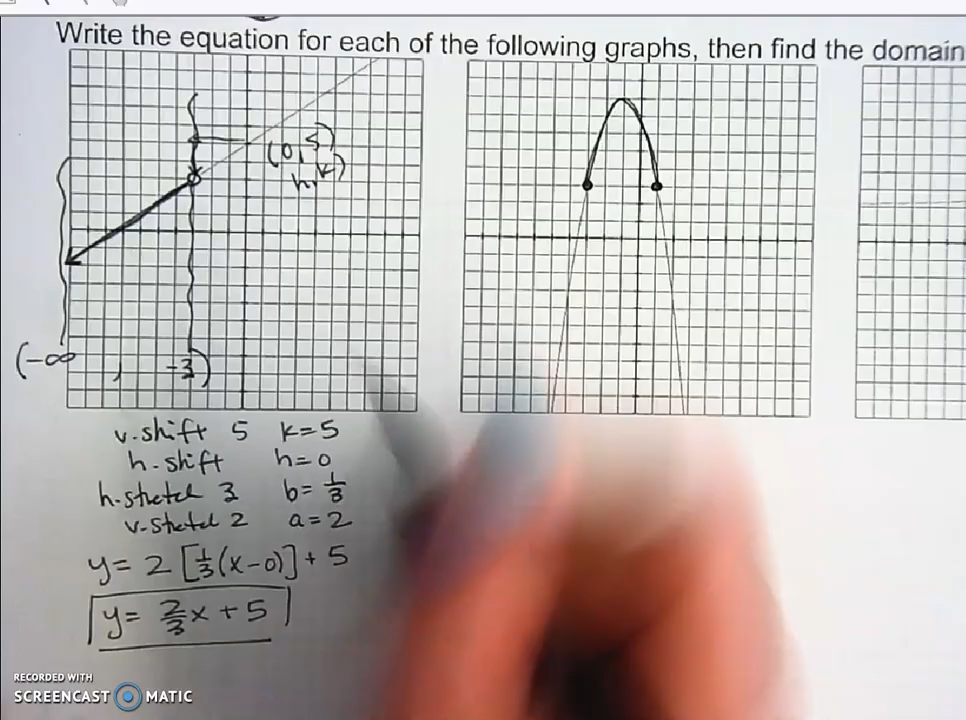 Write the equation for each of the following graphs, then find the domain
(0, 5)
h, k)
(-∞ , -3)
v. shift 5 k=5
h. shift h=0
h-stretch 3 b= 1/3
v-stretch 2 a=2
y= 2 [1/3(x-0)] + 5
y= 2/3x + 5
RECORDED WITH
SCREENCAST MATIC